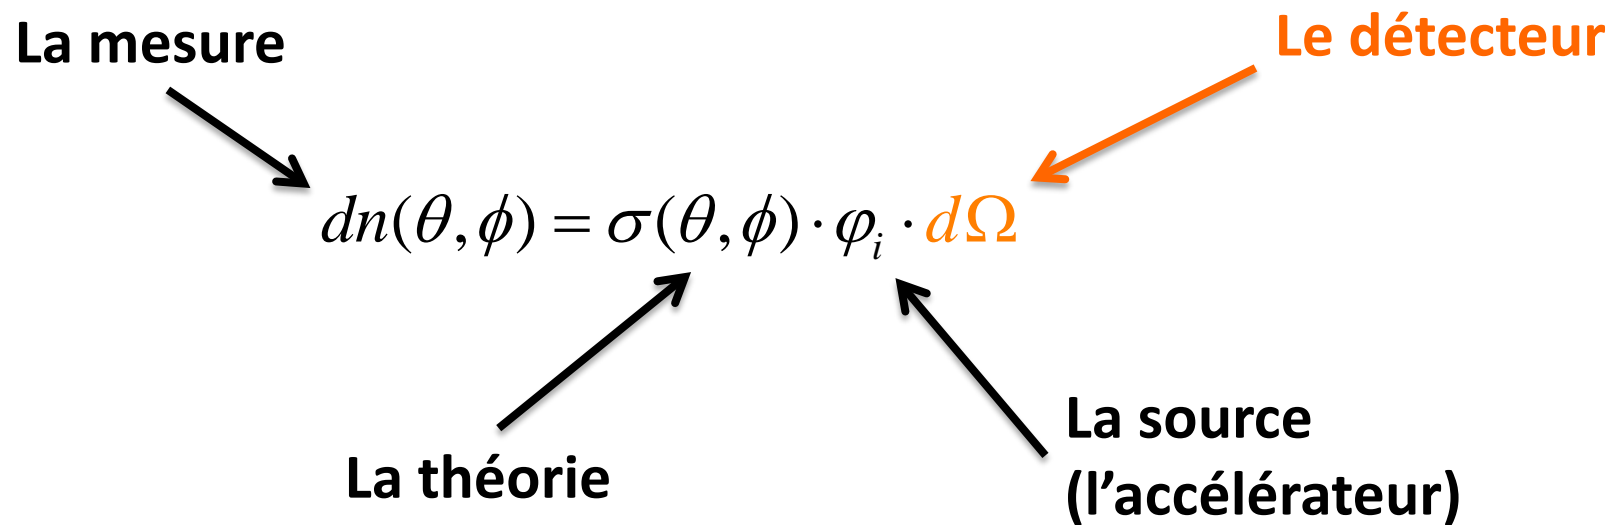 La mesure
Le détecteur
dn(θ,ϕ) = σ(θ,ϕ)·φᵢ·dΩ
La théorie
La source
(l’accélérateur)